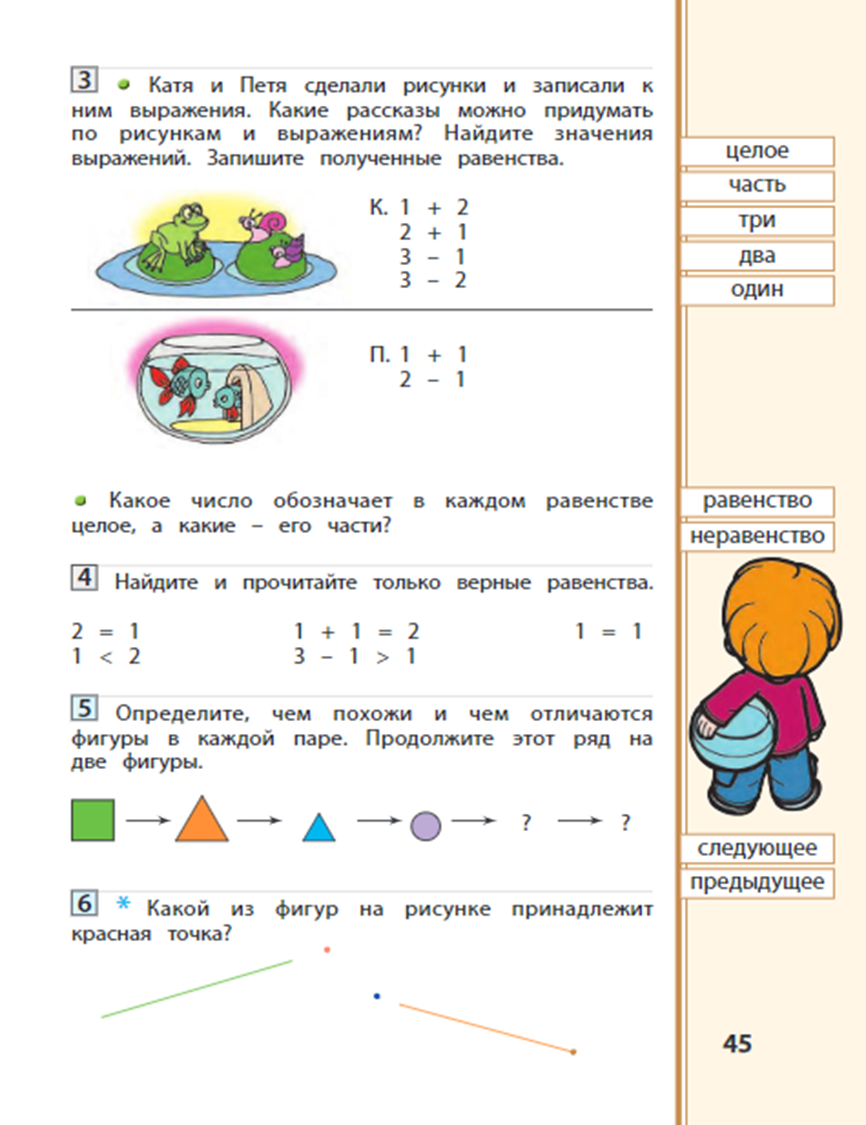 3 • Катя и Петя сделали рисунки и записали к
ним выражения. Какие рассказы можно придумать
по рисункам и выражениям? Найдите значения
выражений. Запишите полученные равенства.
К. 1 + 2
2 + 1
3 – 1
3 – 2
П. 1 + 1
2 – 1
• Какое число обозначает в каждом равенстве
целое, а какие – его части?
4 Найдите и прочитайте только верные равенства.
2 = 1 1 + 1 = 2 1 = 1
1 < 2 3 – 1 > 1
5 Определите, чем похожи и чем отличаются
фигуры в каждой паре. Продолжите этот ряд на
две фигуры.
? ?
6 * Какой из фигур на рисунке принадлежит
красная точка?
целое
часть
три
два
один
равенство
неравенство
следующее
предыдущее
45